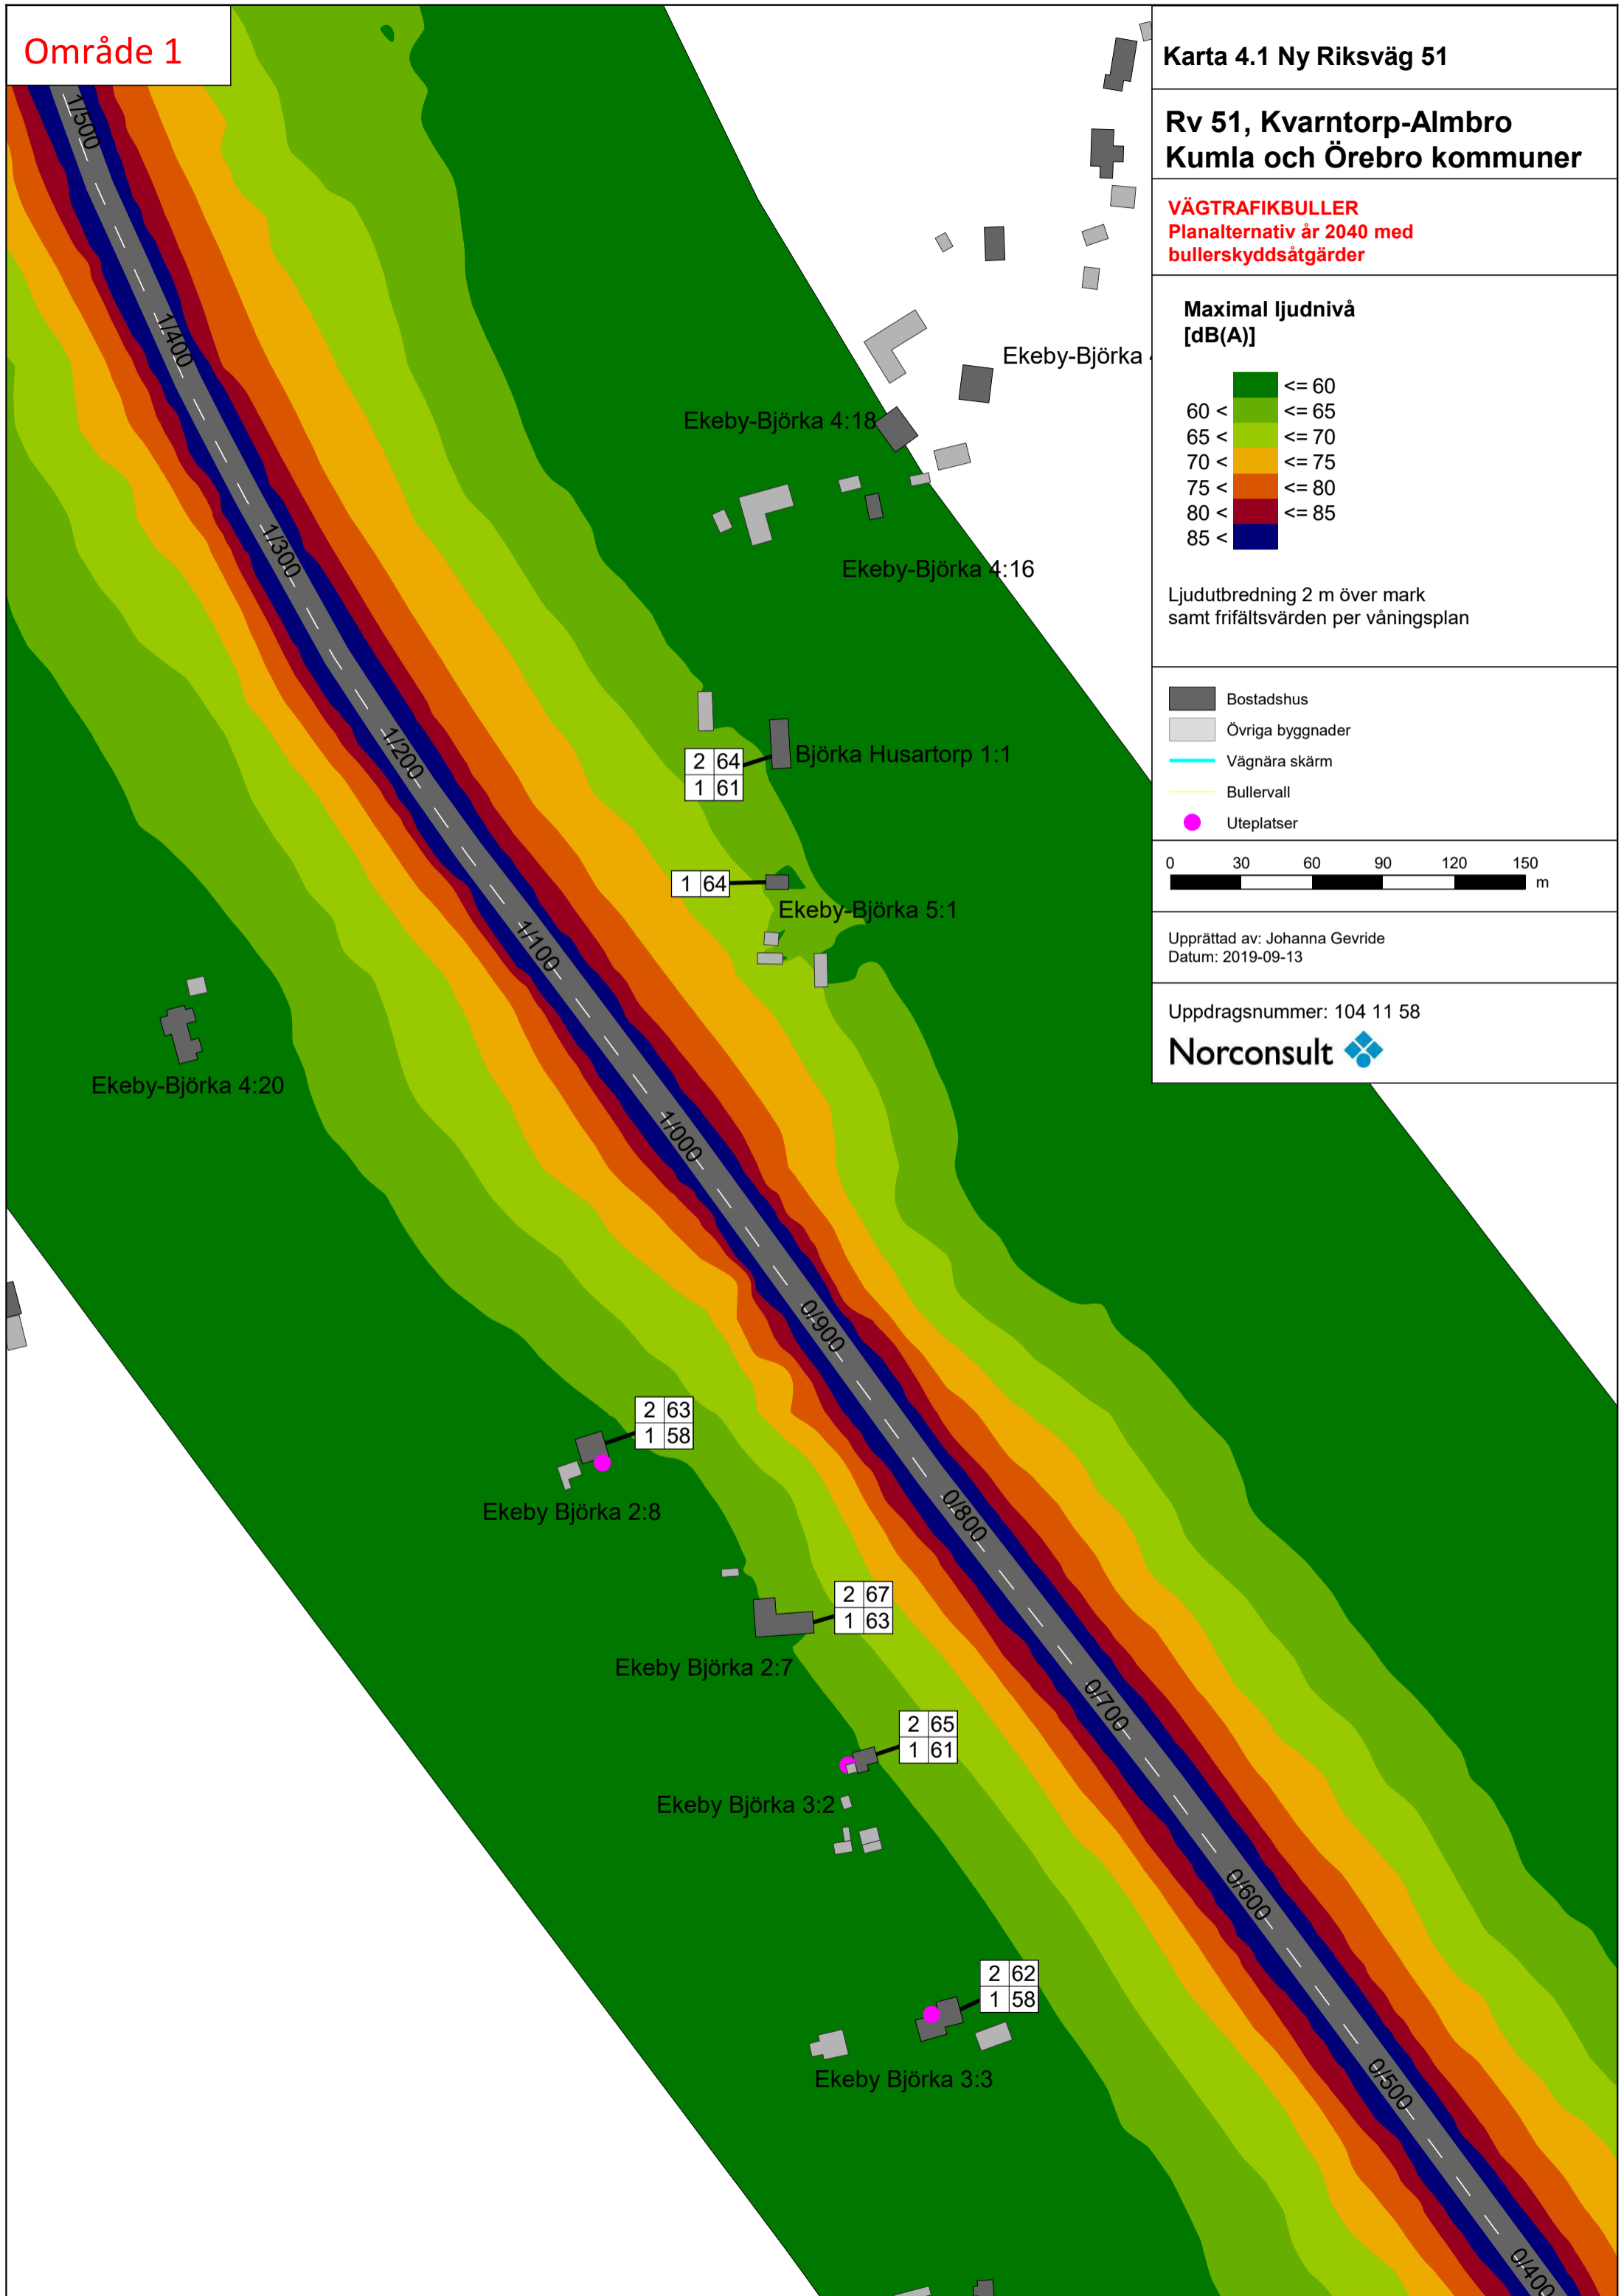 Område 1
Karta 4.1 Ny Riksväg 51
Rv 51, Kvarntorp-Almbro
Kumla och Örebro kommuner
VÄGTRAFIKBULLER
Planalternativ år 2040 med
bullerskyddsåtgärder
Maximal ljudnivå
[dB(A)]
<= 60
60 < <= 65
65 < <= 70
70 < <= 75
75 < <= 80
80 < <= 85
85 <
Ljudutbredning 2 m över mark
samt frifältsvärden per våningsplan
Bostadshus
Övriga byggnader
Vägnära skärm
Bullervall
Uteplatser
0 30 60 90 120 150
m
Upprättad av: Johanna Gevride
Datum: 2019-09-13
Uppdragsnummer: 104 11 58
Norconsult
1/500
1/400
Ekeby-Björka
Ekeby-Björka 4:18
1/300
Ekeby-Björka 4:16
1/200
Björka Husartorp 1:1
2 64
1 61
1 64
Ekeby-Björka 5:1
1/100
Ekeby-Björka 4:20
1/000
0/900
2 63
1 58
Ekeby Björka 2:8
0/800
2 67
1 63
Ekeby Björka 2:7
0/700
2 65
1 61
Ekeby Björka 3:2
0/600
2 62
1 58
Ekeby Björka 3:3
0/500
0/400